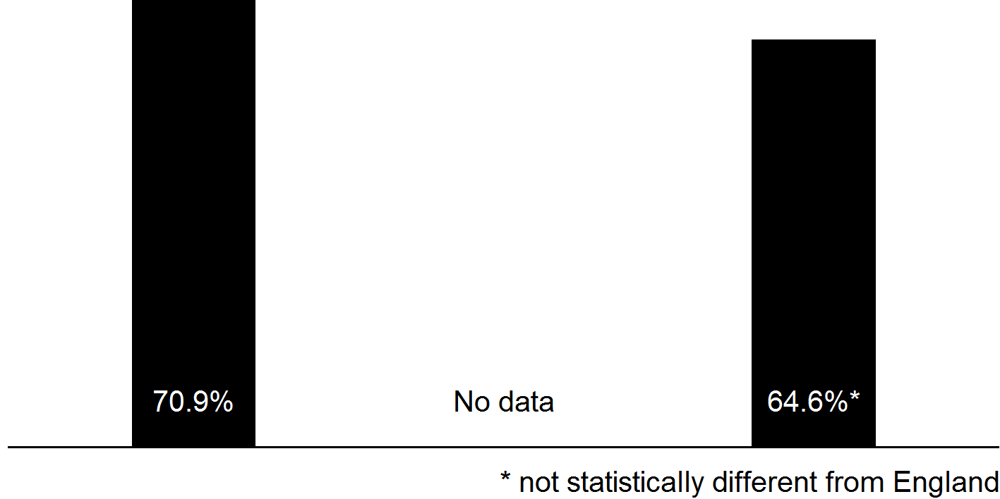 70.9% No data 64.6%*
* not statistically different from England